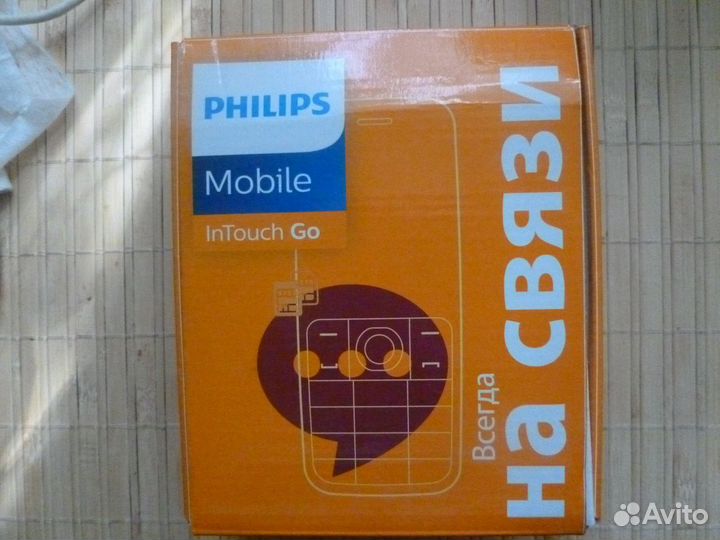 PHILIPS
Mobile
InTouch Go
Всегда
на связи
Avito